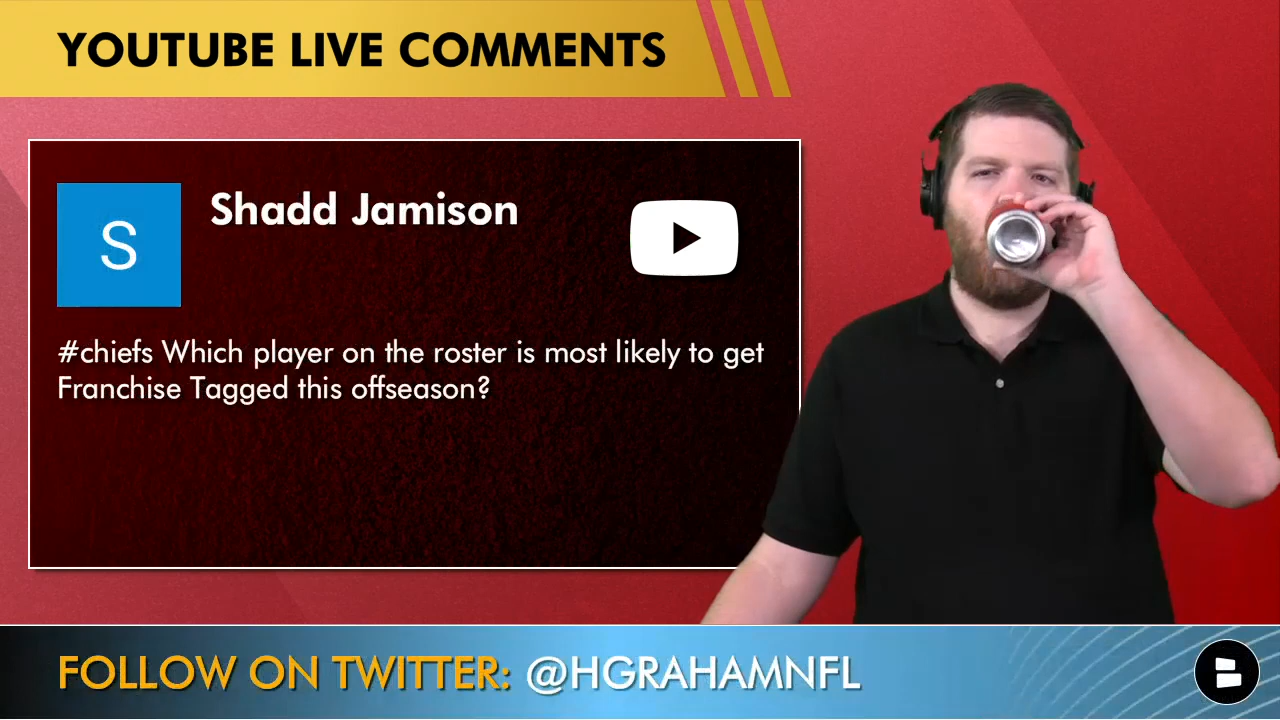 YOUTUBE LIVE COMMENTS
S
Shadd Jamison
#chiefs Which player on the roster is most likely to get
Franchise Tagged this offseason?
FOLLOW ON TWITTER: @HGRAHAMNFL